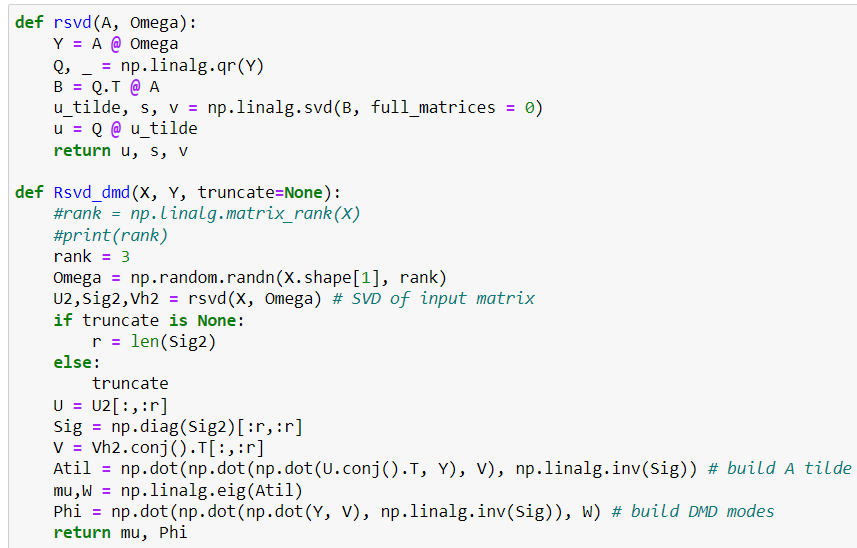 def rsvd(A, Omega):
    Y = A @ Omega
    Q, _ = np.linalg.qr(Y)
    B = Q.T @ A
    u_tilde, s, v = np.linalg.svd(B, full_matrices = 0)
    u = Q @ u_tilde
    return u, s, v

def Rsvd_dmd(X, Y, truncate=None):
    #rank = np.linalg.matrix_rank(X)
    #print(rank)
    rank = 3
    Omega = np.random.randn(X.shape[1], rank)
    U2,Sig2,Vh2 = rsvd(X, Omega) # SVD of input matrix
    if truncate is None:
        r = len(Sig2)
    else:
        truncate
    U = U2[:,:r]
    Sig = np.diag(Sig2)[:r,:r]
    V = Vh2.conj().T[:,:r]
    Atil = np.dot(np.dot(np.dot(U.conj().T, Y), V), np.linalg.inv(Sig)) # build A tilde
    mu,W = np.linalg.eig(Atil)
    Phi = np.dot(np.dot(np.dot(Y, V), np.linalg.inv(Sig)), W) # build DMD modes
    return mu, Phi